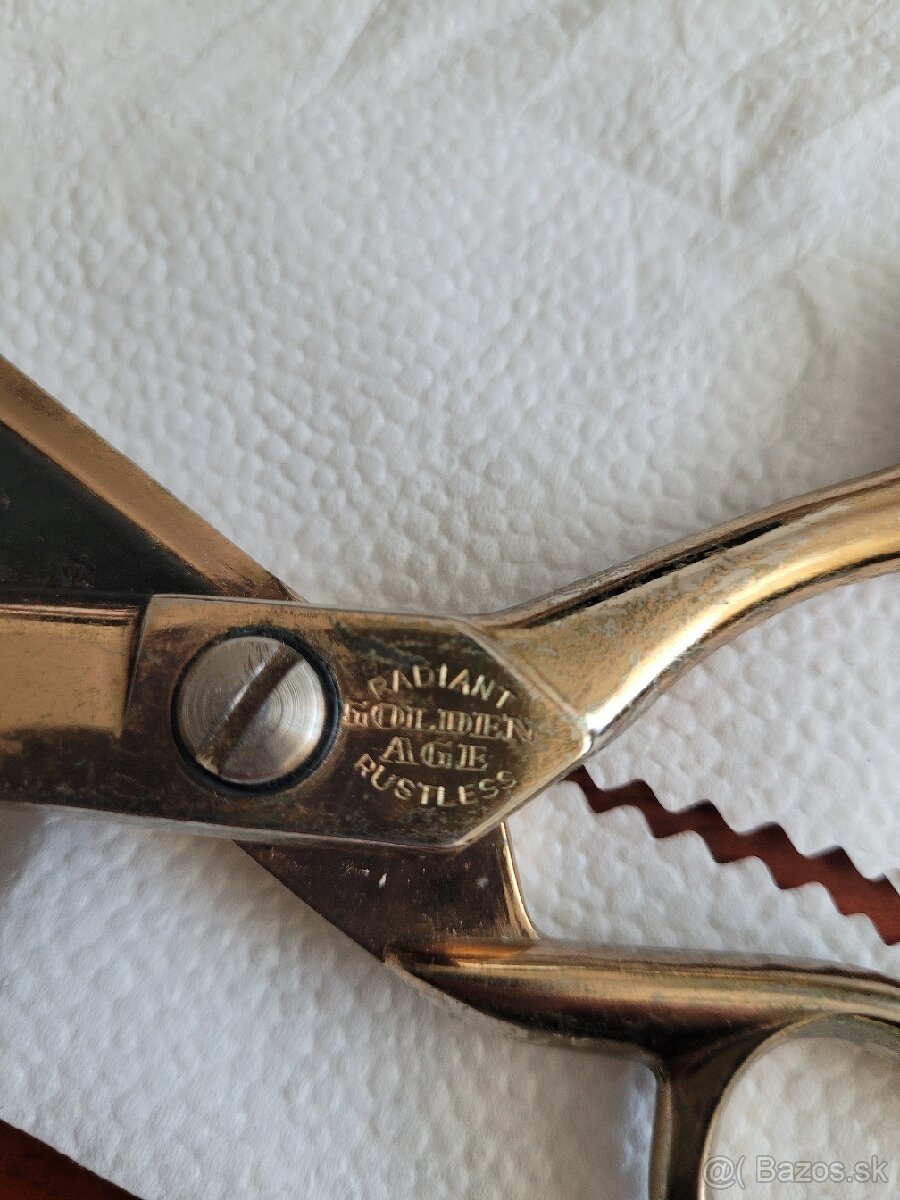 RADIANT
GOLDEN
AGE
RUSTLESS
@( Bazos.sk